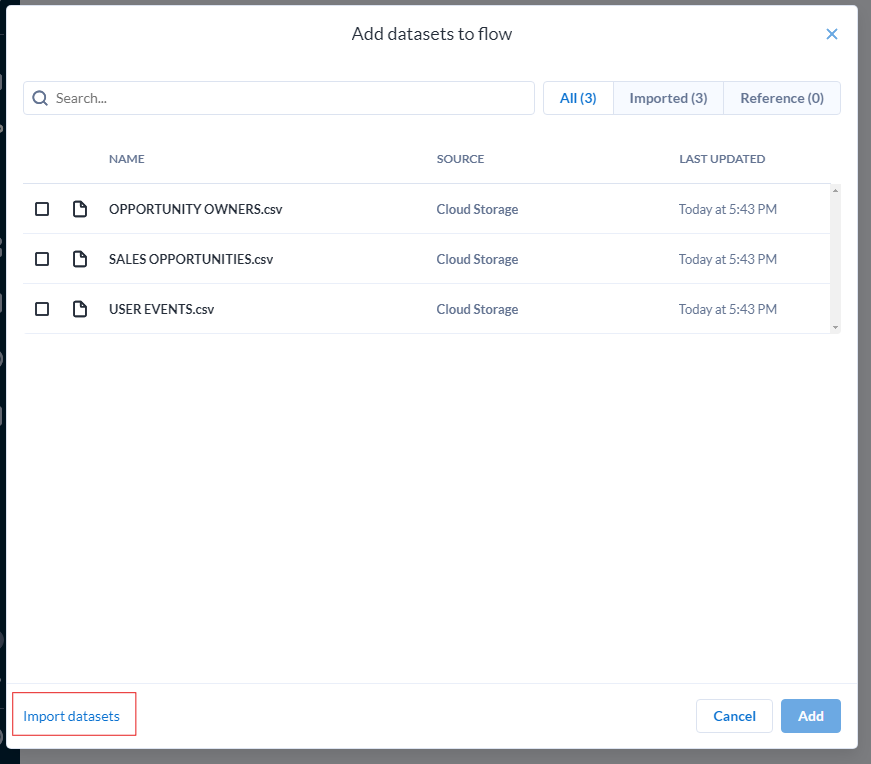 Add datasets to flow
Search...
All (3) Imported (3) Reference (0)
NAME SOURCE LAST UPDATED
OPPORTUNITY OWNERS.csv Cloud Storage Today at 5:43 PM
SALES OPPORTUNITIES.csv Cloud Storage Today at 5:43 PM
USER EVENTS.csv Cloud Storage Today at 5:43 PM
Import datasets Cancel Add